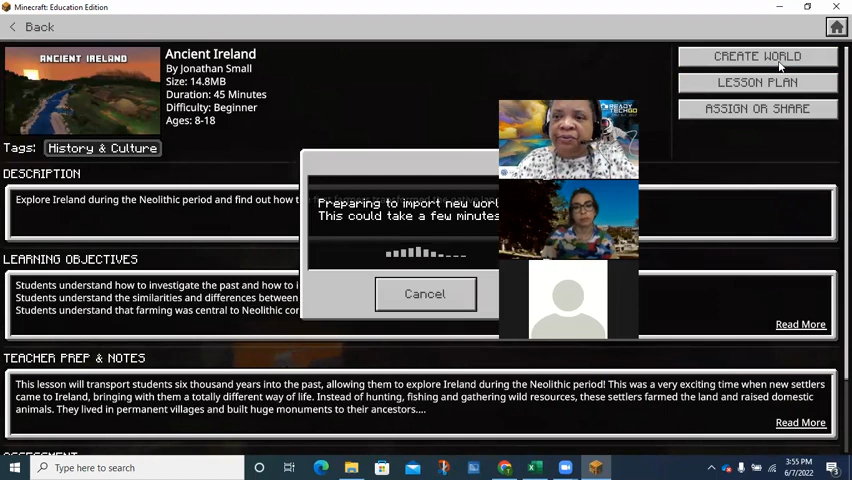 Minecraft: Education Edition
Back
ANCIENT IRELAND
Ancient Ireland
By Jonathan Small
Size: 14.8MB
Duration: 45 Minutes
Difficulty: Beginner
Ages: 8-18
CREATE WORLD
LESSON PLAN
ASSIGN OR SHARE
Tags: History & Culture
DESCRIPTION
Explore Ireland during the Neolithic period and find out how t
Preparing to import new worl
This could take a few minutes
Cancel
READY
TECH GO
LEARNING OBJECTIVES
Students understand how to investigate the past and how to i
Students understand the similarities and differences between
Students understand that farming was central to Neolithic co
Read More
TEACHER PREP & NOTES
This lesson will transport students six thousand years into the past, allowing them to explore Ireland during the Neolithic period! This was a very exciting time when new settlers
came to Ireland, bringing with them a totally different way of life. Instead of hunting, fishing and gathering wild resources, these settlers farmed the land and raised domestic
animals. They lived in permanent villages and built huge monuments to their ancestors....
Read More
ASSESSMENT
Type here to search
3:55 PM
6/7/2022
3